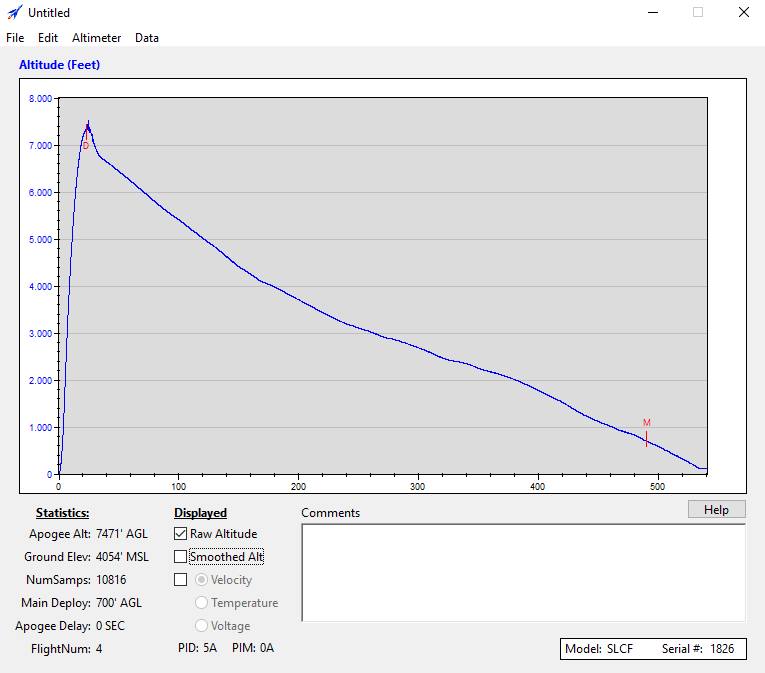 Untitled
File Edit Altimeter Data
Altitude (Feet)
8.000
7.000
6.000
5.000
4.000
3.000
2.000
1.000
0
D
M
0 100 200 300 400 500
Statistics:
Apogee Alt: 7471' AGL
Ground Elev: 4054' MSL
NumSamps: 10816
Main Deploy: 700' AGL
Apogee Delay: 0 SEC
FlightNum: 4
Displayed
Raw Altitude
Smoothed Alt
Velocity
Temperature
Voltage
PID: 5A PIM: 0A
Comments
Help
Model: SLCF Serial #: 1826